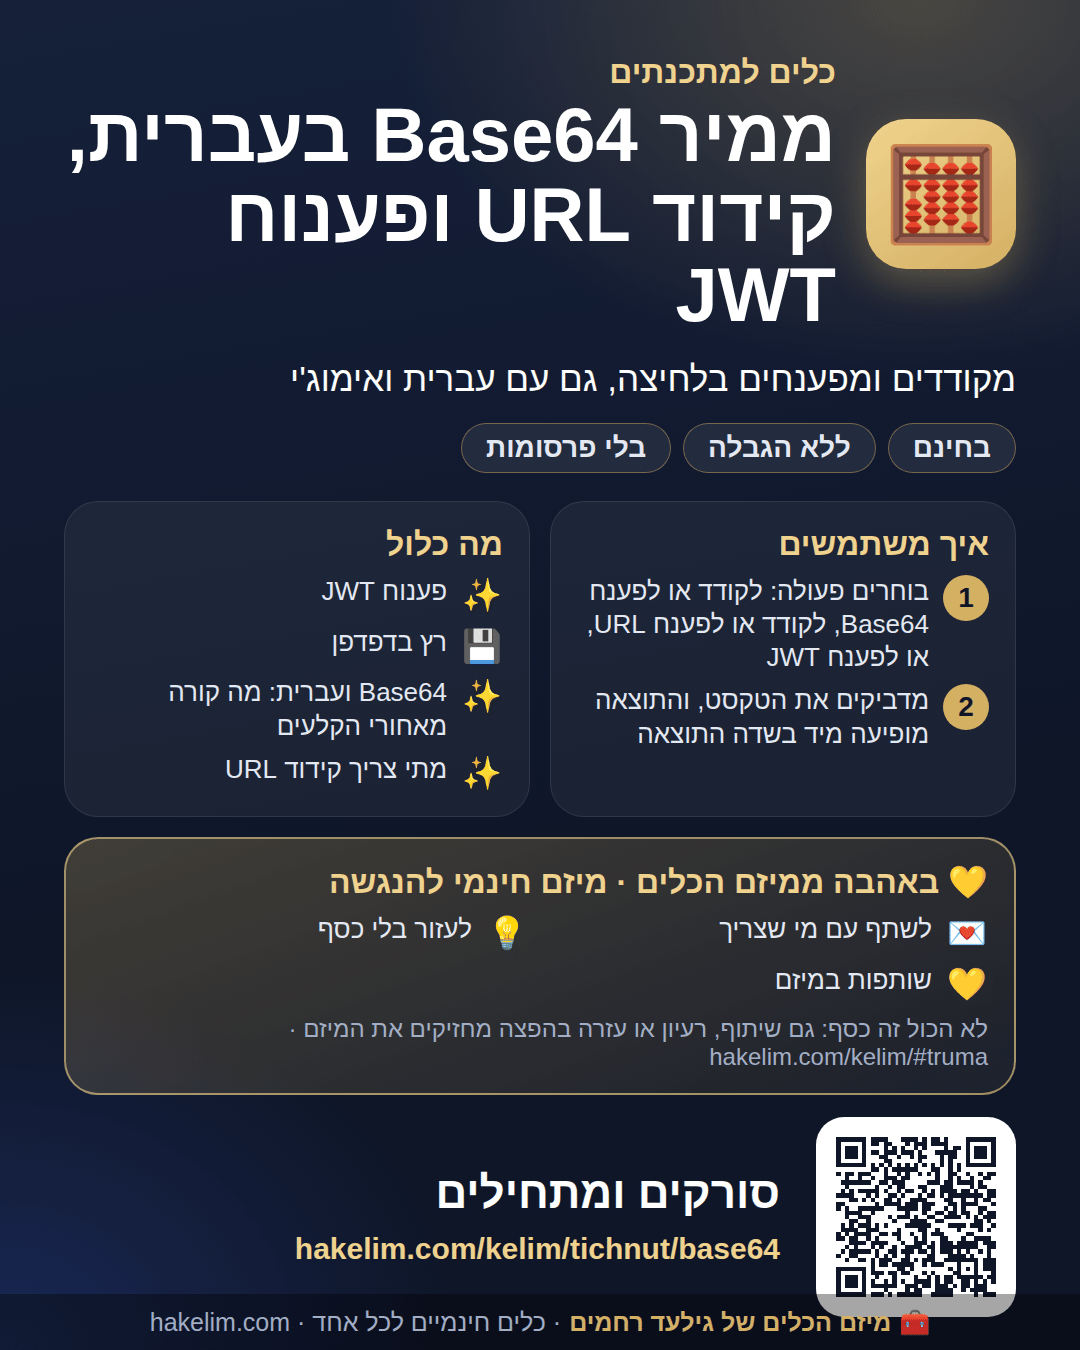 כלים למתכנתים
ממיר Base64 בעברית,
קידוד URL ופענוח
JWT
מקודדים ומפענחים בלחיצה, גם עם עברית ואימוג'י
בחינם
ללא הגבלה
בלי פרסומות
איך משתמשים
1
בוחרים פעולה: לקודד או לפענח
Base64, לקודד או לפענח URL,
או לפענח JWT
2
מדביקים את הטקסט, והתוצאה
מופיעה מיד בשדה התוצאה
מה כלול
פענוח JWT
רץ בדפדפן
Base64 ועברית: מה קורה
מאחורי הקלעים
מתי צריך קידוד URL
באהבה ממיזם הכלים · מיזם חינמי להנגשה
לשתף עם מי שצריך
לעזור בלי כסף
שותפות במיזם
לא הכול זה כסף: גם שיתוף, רעיון או עזרה בהפצה מחזיקים את המיזם ·
hakelim.com/kelim/#truma
סורקים ומתחילים
hakelim.com/kelim/tichnut/base64
מיזם הכלים של גילעד רחמים · כלים חינמיים לכל אחד · hakelim.com